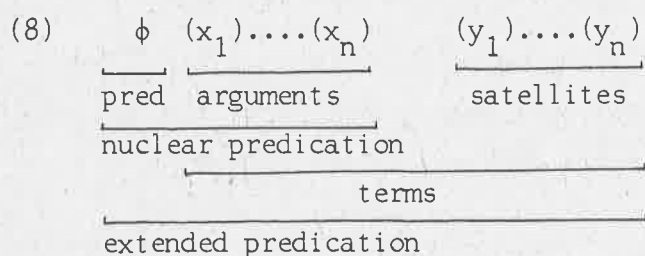 (8) ϕ (x₁)....(xₙ) (y₁)....(yₙ)
pred arguments satellites
nuclear predication
terms
extended predication